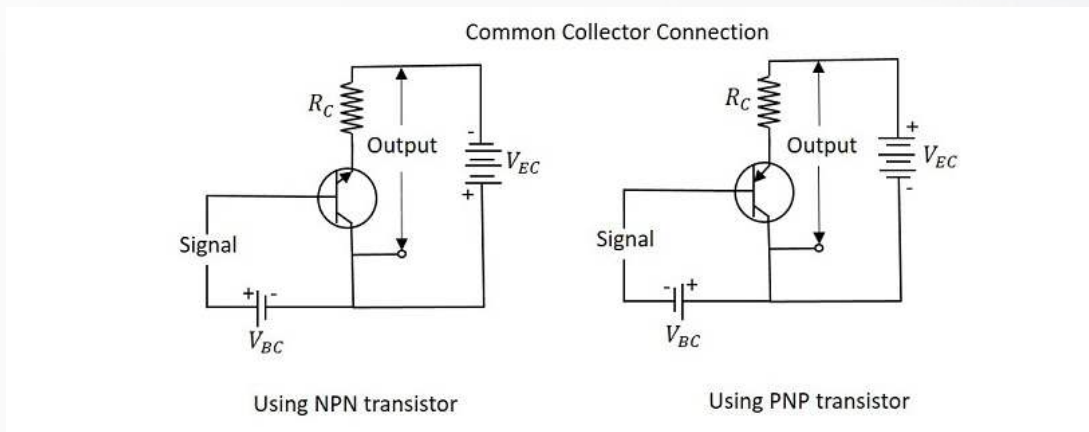 Common Collector Connection
R_C
Output
-
V_EC
+
Signal
+ -
V_BC
Using NPN transistor
R_C
Output
+
V_EC
-
Signal
- +
V_BC
Using PNP transistor